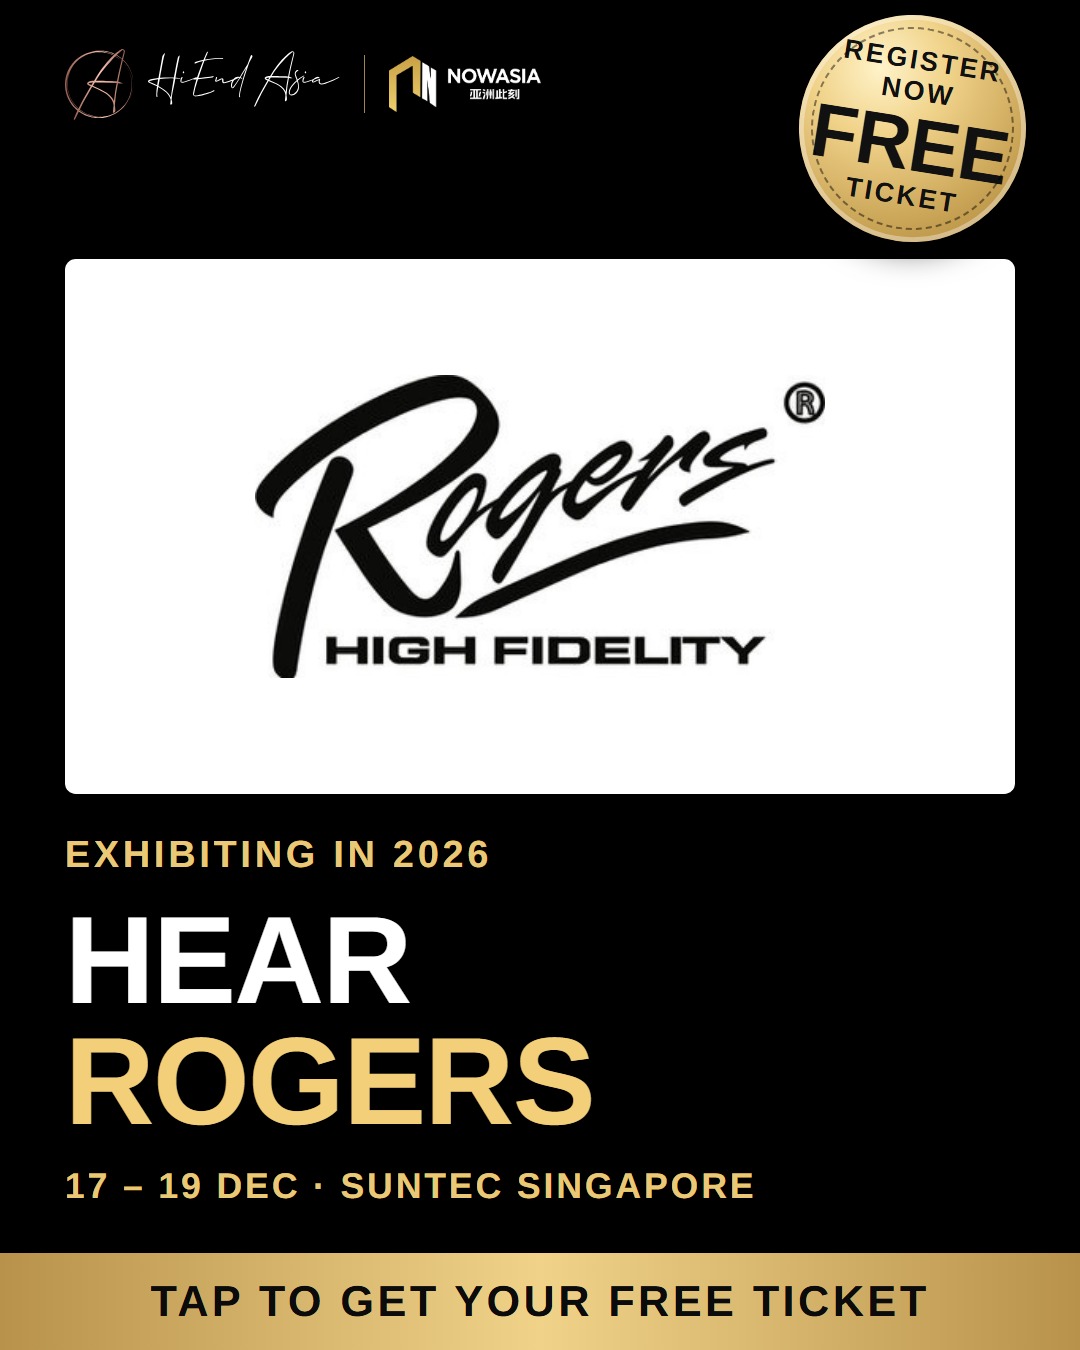 A HiEnd Asia
NOWASIA
亚洲此刻
REGISTER
NOW
FREE
TICKET
Rogers®
HIGH FIDELITY
EXHIBITING IN 2026
HEAR
ROGERS
17 – 19 DEC · SUNTEC SINGAPORE
TAP TO GET YOUR FREE TICKET